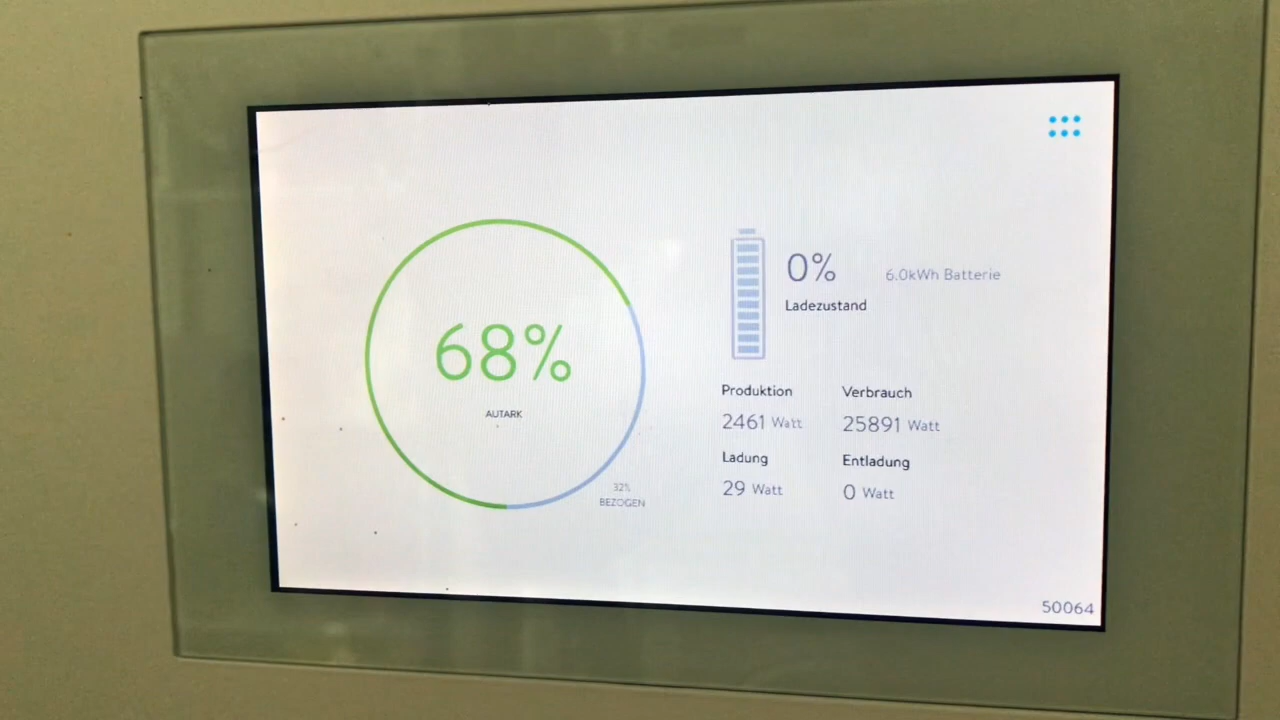 68%
AUTARK
32%
BEZOGEN
0%
6.0kWh Batterie
Ladezustand
Produktion
Verbrauch
2461 Watt
25891 Watt
Ladung
Entladung
29 Watt
0 Watt
50064